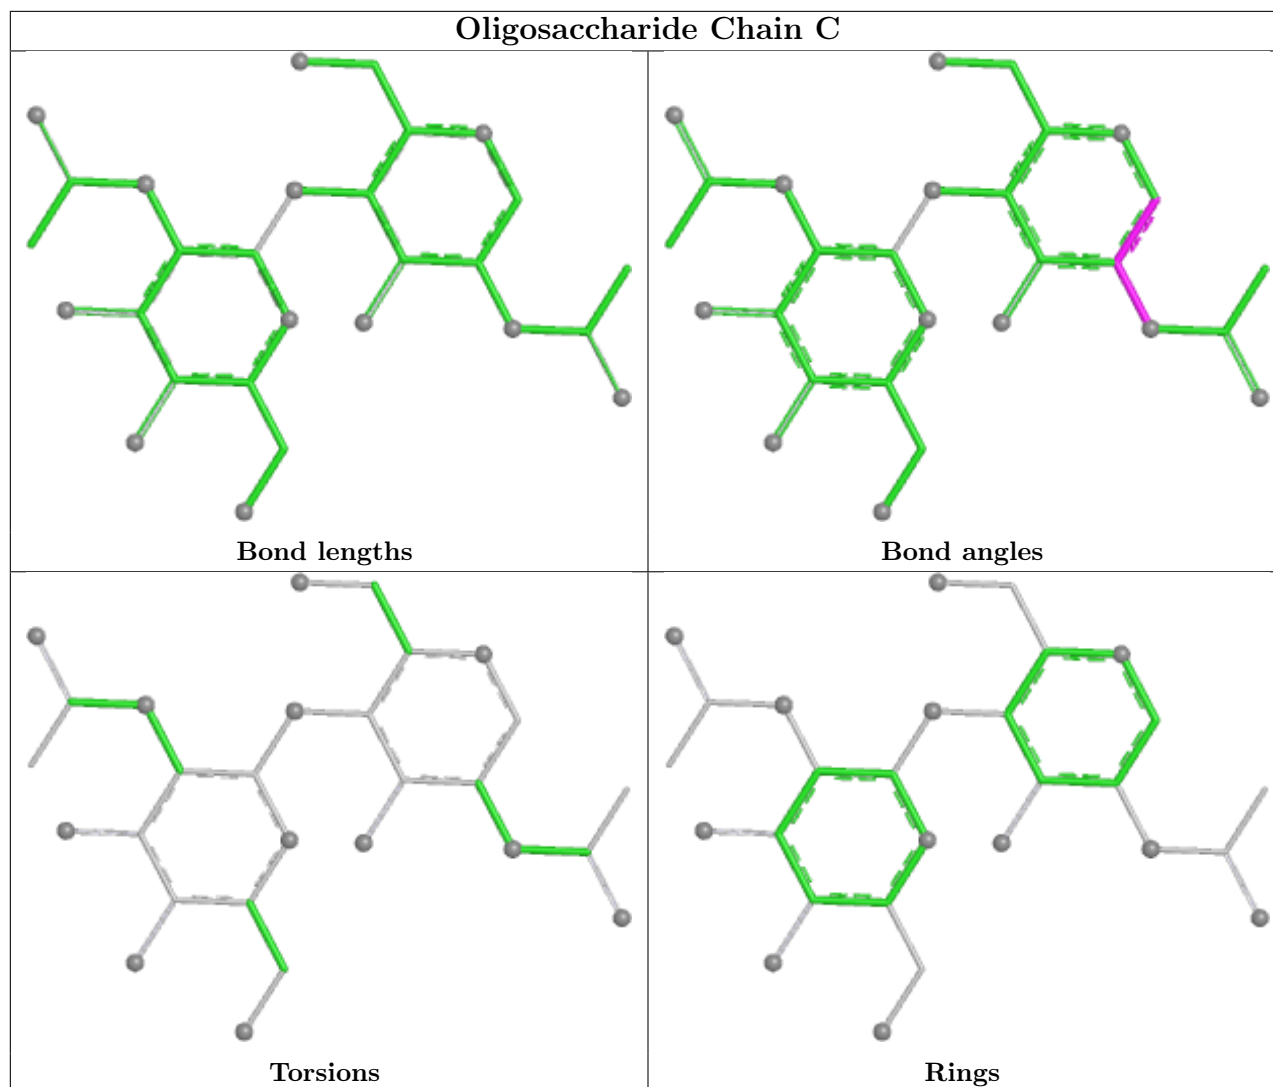 Oligosaccharide Chain C
Bond lengths
Bond angles
Torsions
Rings